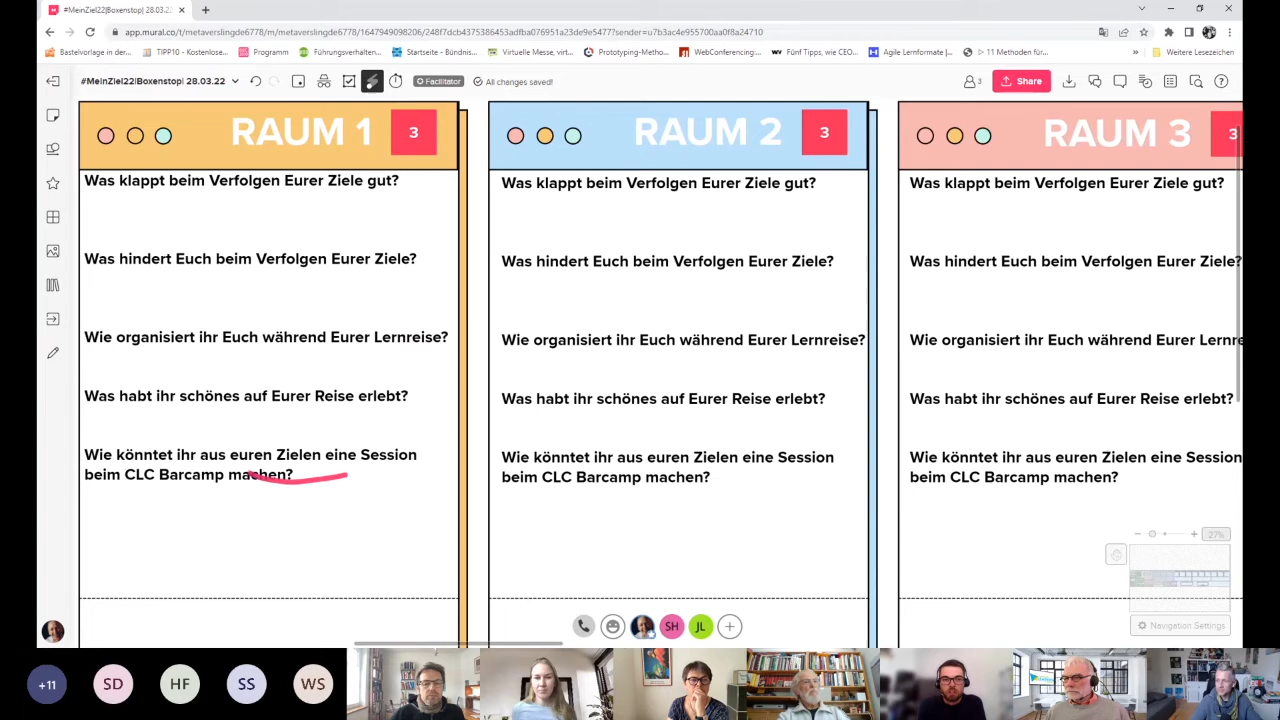 #MeinZiel22|Boxenstop| 28.03.22
app.mural.co/t/metaverslingde6778/m/metaverslingde6778/1647949098206/248f7dcb4375386453adfba076951a23de9e5477?sender=u7b3ac4e955700aa0f8a24710
Bastelvorlage in der...
TIPP10 - Kostenlose...
Programm
Führungsverhalten...
Startseite - Bündnis...
Virtuelle Messe, virt...
Prototyping-Metho...
WebConferencing:...
Fünf Tipps, wie CEO...
Agile Lernformate |...
▷ 11 Methoden für...
»
Weitere Lesezeichen
#MeinZiel22|Boxenstop| 28.03.22
Facilitator
All changes saved!
3
Share
RAUM 1
3
Was klappt beim Verfolgen Eurer Ziele gut?
Was hindert Euch beim Verfolgen Eurer Ziele?
Wie organisiert ihr Euch während Eurer Lernreise?
Was habt ihr schönes auf Eurer Reise erlebt?
Wie könntet ihr aus euren Zielen eine Session
beim CLC Barcamp machen?
RAUM 2
3
Was klappt beim Verfolgen Eurer Ziele gut?
Was hindert Euch beim Verfolgen Eurer Ziele?
Wie organisiert ihr Euch während Eurer Lernreise?
Was habt ihr schönes auf Eurer Reise erlebt?
Wie könntet ihr aus euren Zielen eine Session
beim CLC Barcamp machen?
RAUM 3
3
Was klappt beim Verfolgen Eurer Ziele gut?
Was hindert Euch beim Verfolgen Eurer Ziele?
Wie organisiert ihr Euch während Eurer Lernre
Was habt ihr schönes auf Eurer Reise erlebt?
Wie könntet ihr aus euren Zielen eine Session
beim CLC Barcamp machen?
27%
Navigation Settings
SH
JL
+11
SD
HF
SS
WS